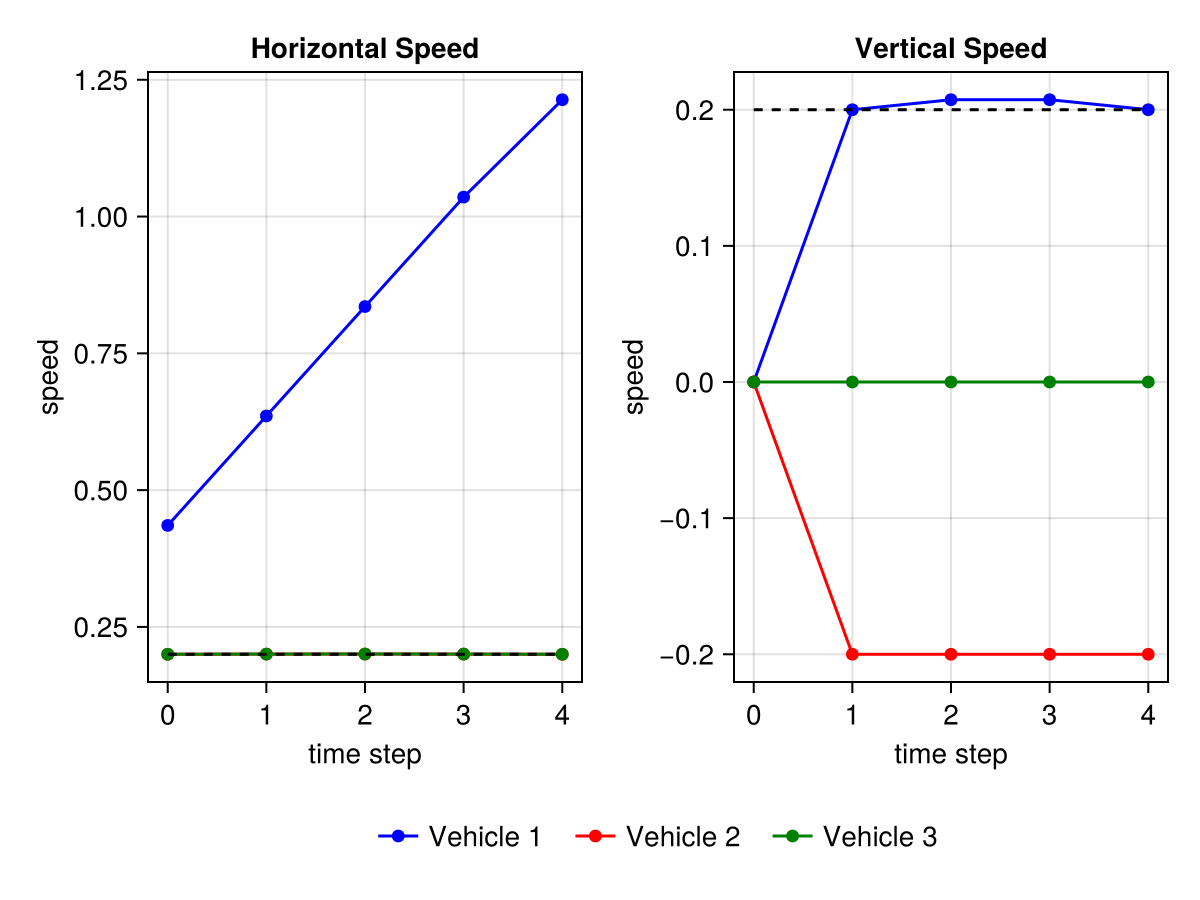 Horizontal Speed
1.25
1.00
0.75
0.50
0.25
speed
0 1 2 3 4
time step
Vertical Speed
0.2
0.1
0.0
−0.1
−0.2
speed
0 1 2 3 4
time step
Vehicle 1 Vehicle 2 Vehicle 3